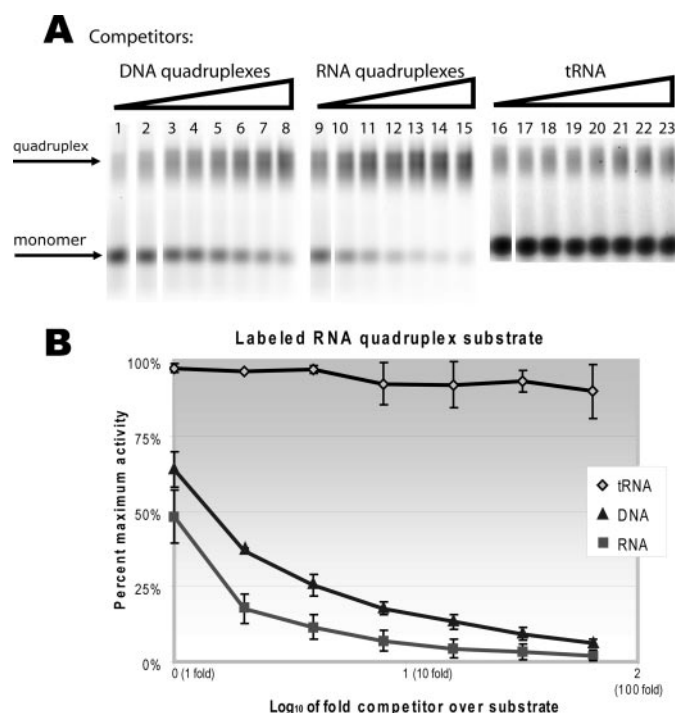 A Competitors:
DNA quadruplexes RNA quadruplexes tRNA
1 2 3 4 5 6 7 8 9 10 11 12 13 14 15 16 17 18 19 20 21 22 23
quadruplex
monomer
B Labeled RNA quadruplex substrate
100%
75%
50%
25%
0%
Percent maximum activity
tRNA
DNA
RNA
0 (1 fold) 1 (10 fold) 2
(100 fold)
Log10 of fold competitor over substrate